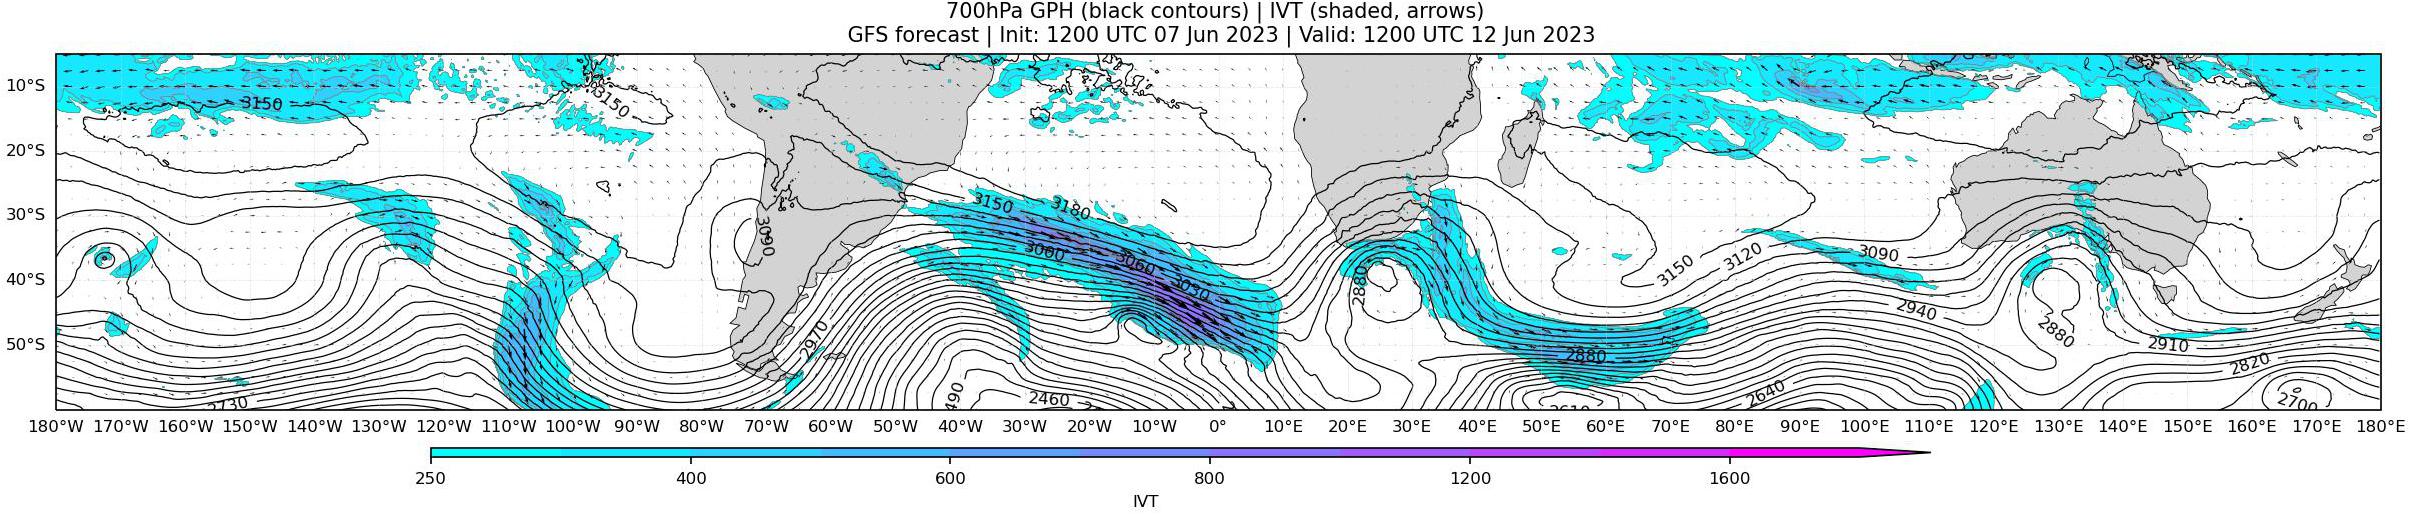 700hPa GPH (black contours) | IVT (shaded, arrows)
GFS forecast | Init: 1200 UTC 07 Jun 2023 | Valid: 1200 UTC 12 Jun 2023
10°S
20°S
30°S
40°S
50°S
3150
3150
3090
3150
3180
3060
3060
3030
2970
2880
2880
3150
3120
3090
2940
2880
2910
2820
2730
2460
2640
2700
180°W 170°W 160°W 150°W 140°W 130°W 120°W 110°W 100°W 90°W 80°W 70°W 60°W 50°W 40°W 30°W 20°W 10°W 0° 10°E 20°E 30°E 40°E 50°E 60°E 70°E 80°E 90°E 100°E 110°E 120°E 130°E 140°E 150°E 160°E 170°E 180°E
250 400 600 800 1200 1600
IVT